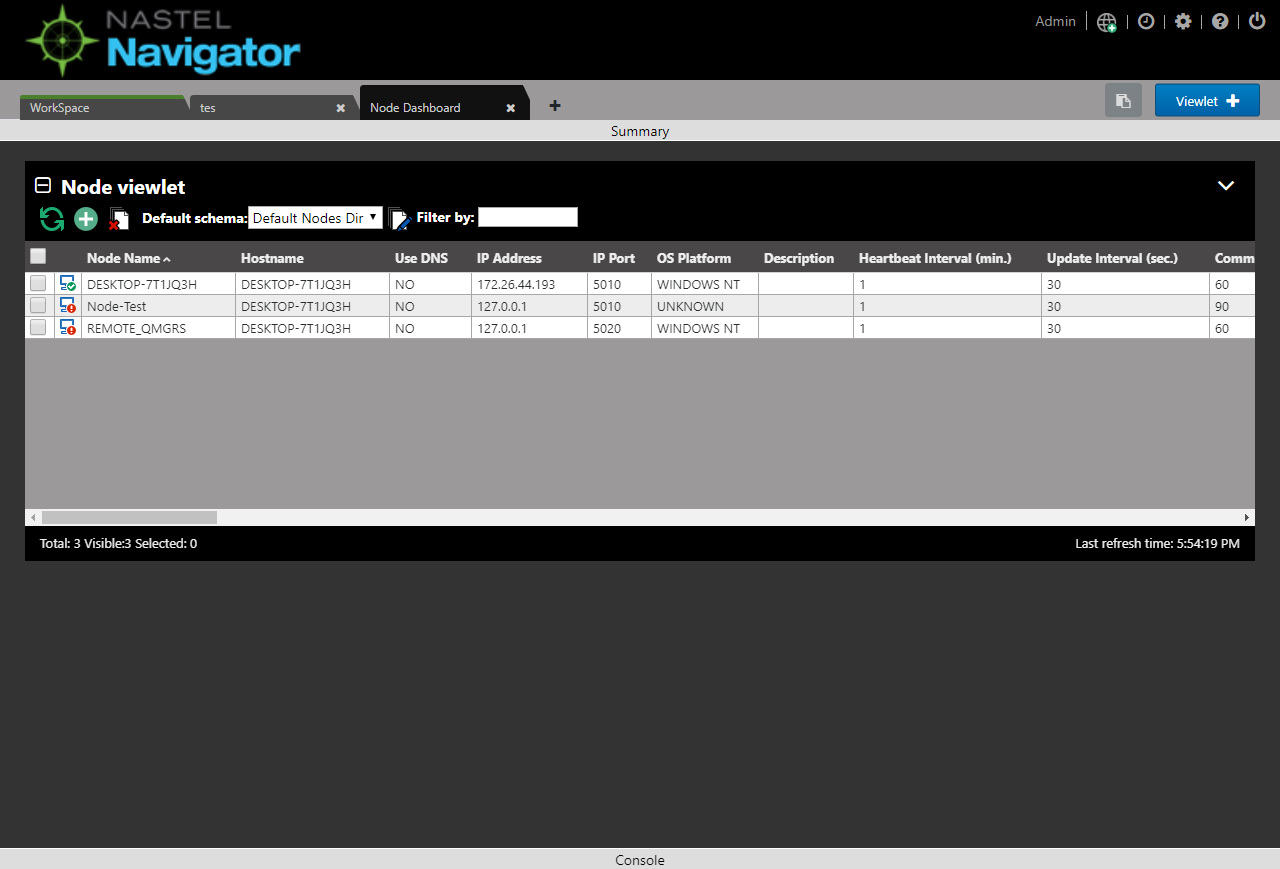 NASTEL
Navigator
Admin
WorkSpace
tes
Node Dashboard
Viewlet
Summary
Node viewlet
Default schema: Default Nodes Dir Filter by:
Node Name Hostname Use DNS IP Address IP Port OS Platform Description Heartbeat Interval (min.) Update Interval (sec.) Comm
DESKTOP-7T1JQ3H DESKTOP-7T1JQ3H NO 172.26.44.193 5010 WINDOWS NT 1 30 60
Node-Test DESKTOP-7T1JQ3H NO 127.0.0.1 5010 UNKNOWN 1 30 90
REMOTE_QMGRS DESKTOP-7T1JQ3H NO 127.0.0.1 5020 WINDOWS NT 1 30 60
Total: 3 Visible:3 Selected: 0
Last refresh time: 5:54:19 PM
Console